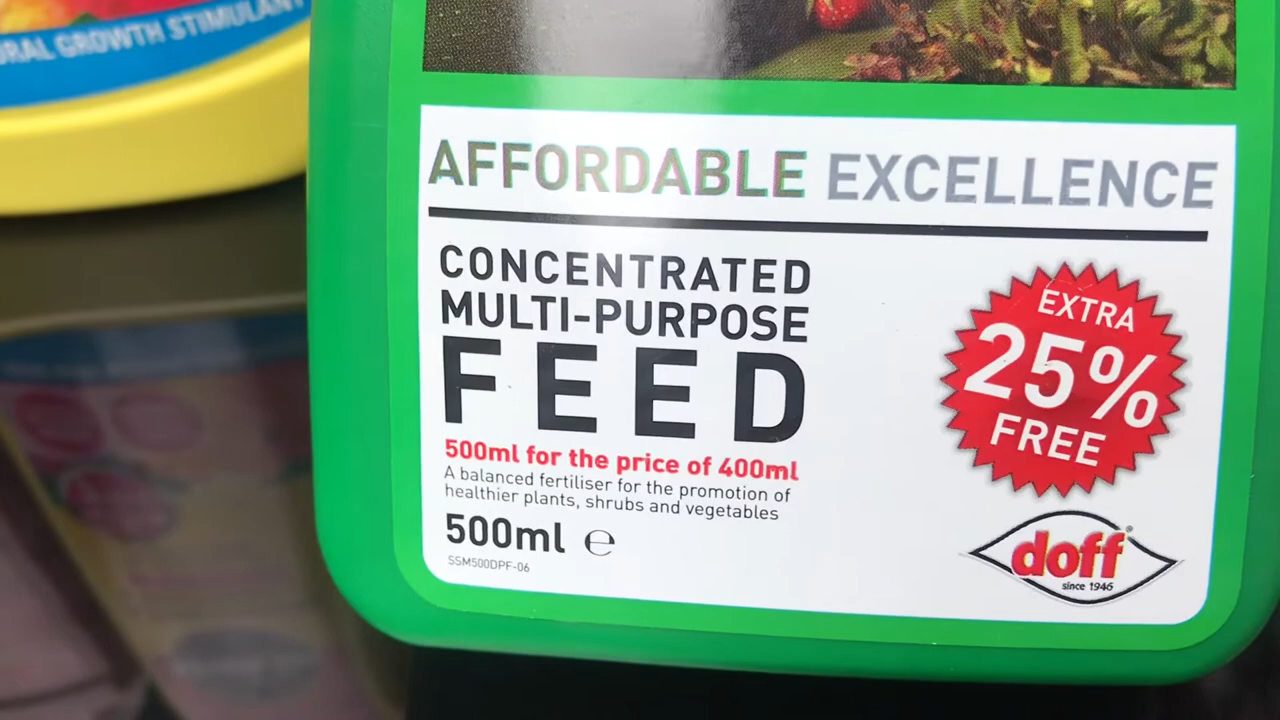 RAL GROWTH STIMULANT
AFFORDABLE EXCELLENCE
CONCENTRATED
MULTI-PURPOSE
FEED
500ml for the price of 400ml
A balanced fertiliser for the promotion of
healthier plants, shrubs and vegetables
500ml ℮
SSM500DPF-06
EXTRA
25%
FREE
doff®
since 1946